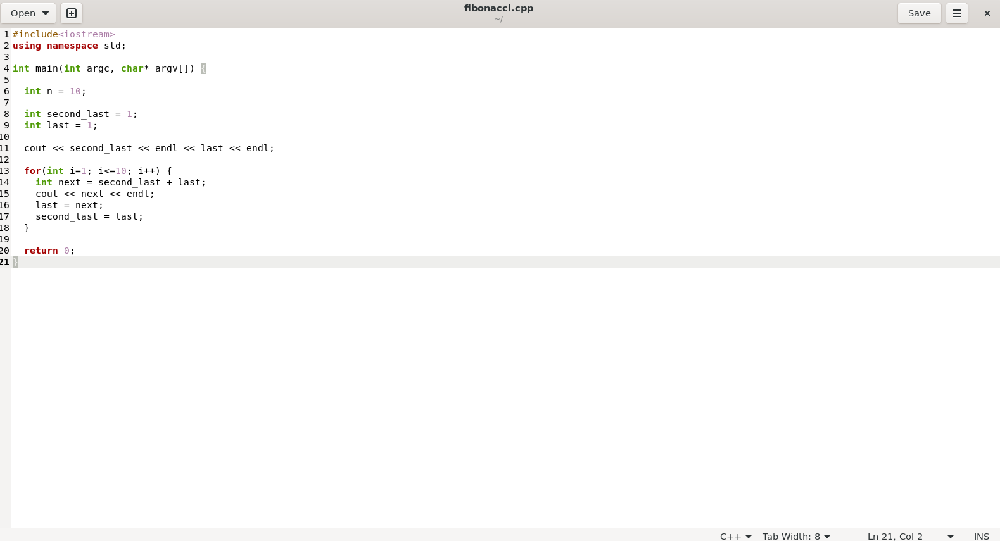 Open
fibonacci.cpp
~/
Save
1 #include<iostream>
2 using namespace std;
3
4 int main(int argc, char* argv[]) {
5
6   int n = 10;
7
8   int second_last = 1;
9   int last = 1;
10
11   cout << second_last << endl << last << endl;
12
13   for(int i=1; i<=10; i++) {
14     int next = second_last + last;
15     cout << next << endl;
16     last = next;
17     second_last = last;
18   }
19
20   return 0;
21 }
C++ Tab Width: 8 Ln 21, Col 2 INS